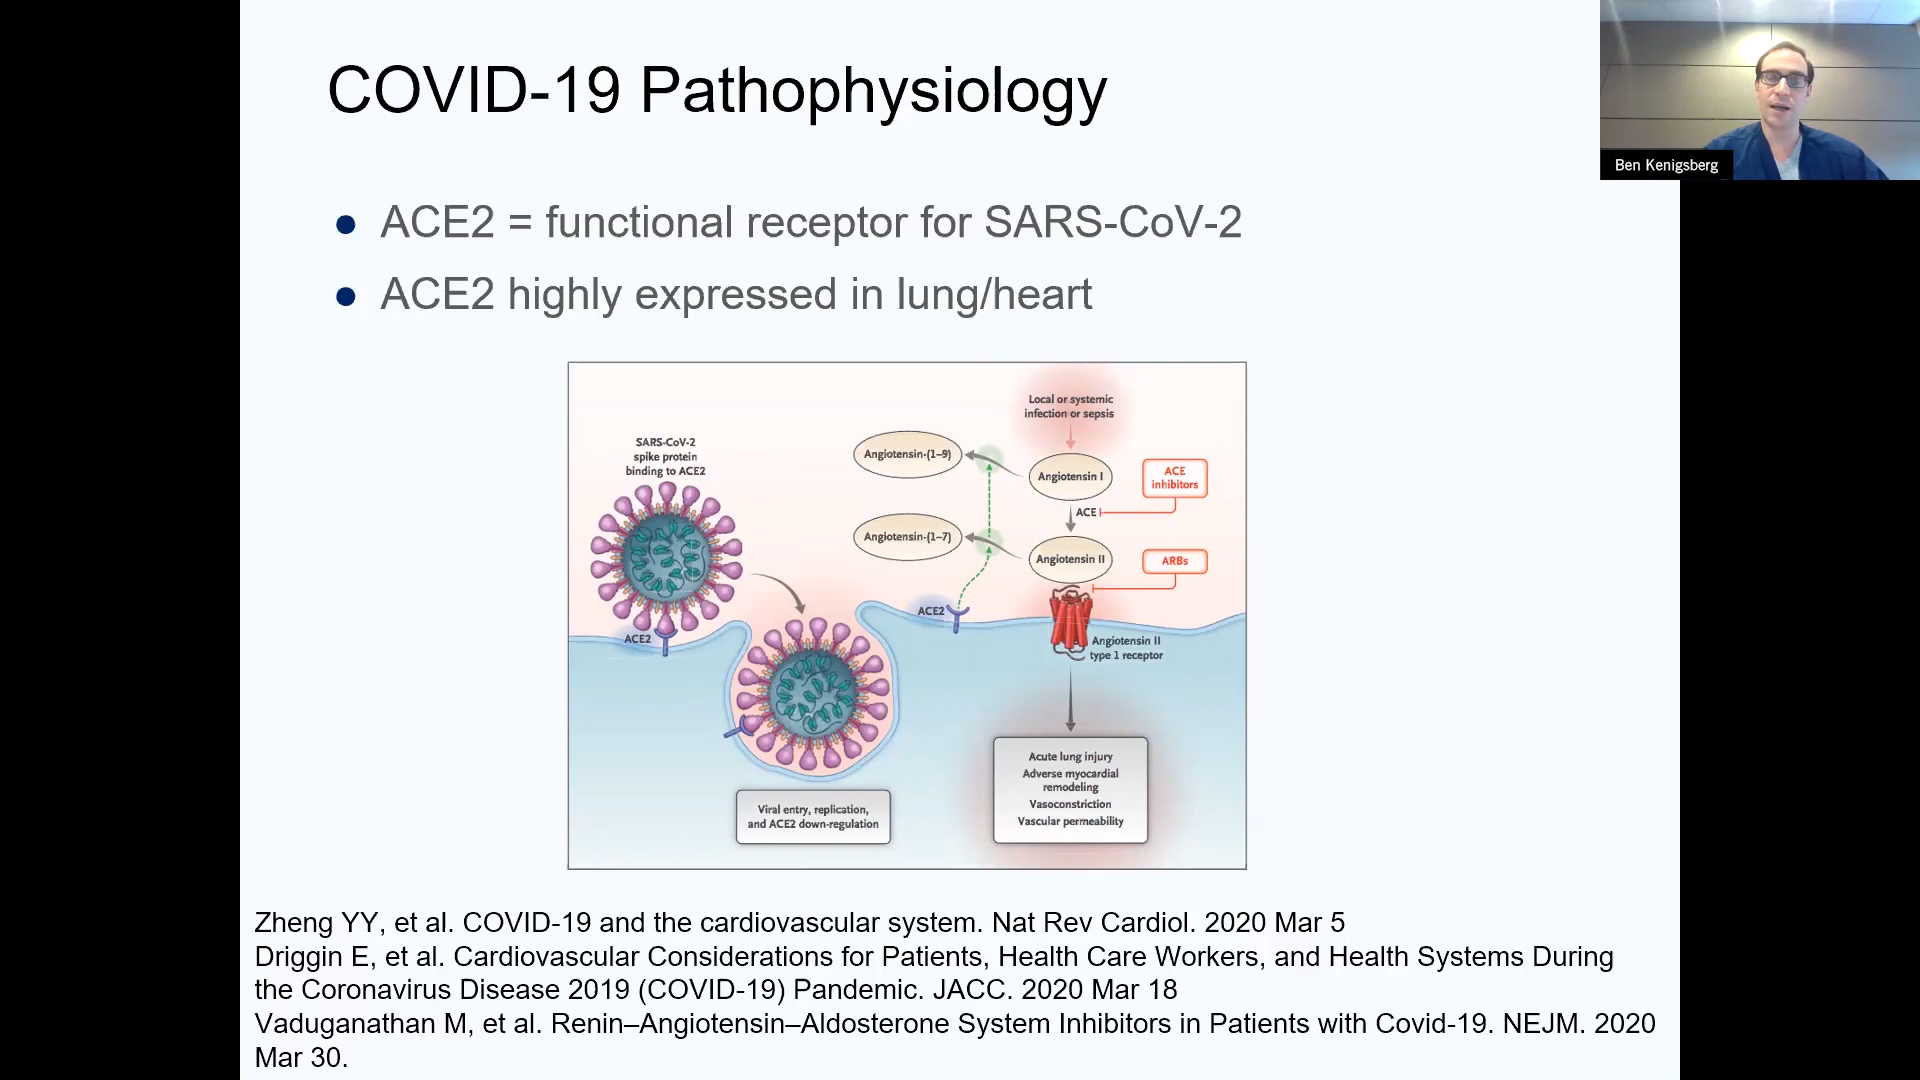 COVID-19 Pathophysiology
Ben Kenigsberg
● ACE2 = functional receptor for SARS-CoV-2
● ACE2 highly expressed in lung/heart
Local or systemic
infection or sepsis
SARS-CoV-2
spike protein
binding to ACE2
Angiotensin-(1–9)
Angiotensin I
ACE
inhibitors
ACE
Angiotensin-(1–7)
Angiotensin II
ARBs
ACE2
ACE2
Angiotensin II
type 1 receptor
Viral entry, replication,
and ACE2 down-regulation
Acute lung injury
Adverse myocardial
remodeling
Vasoconstriction
Vascular permeability
Zheng YY, et al. COVID-19 and the cardiovascular system. Nat Rev Cardiol. 2020 Mar 5
Driggin E, et al. Cardiovascular Considerations for Patients, Health Care Workers, and Health Systems During
the Coronavirus Disease 2019 (COVID-19) Pandemic. JACC. 2020 Mar 18
Vaduganathan M, et al. Renin–Angiotensin–Aldosterone System Inhibitors in Patients with Covid-19. NEJM. 2020
Mar 30.